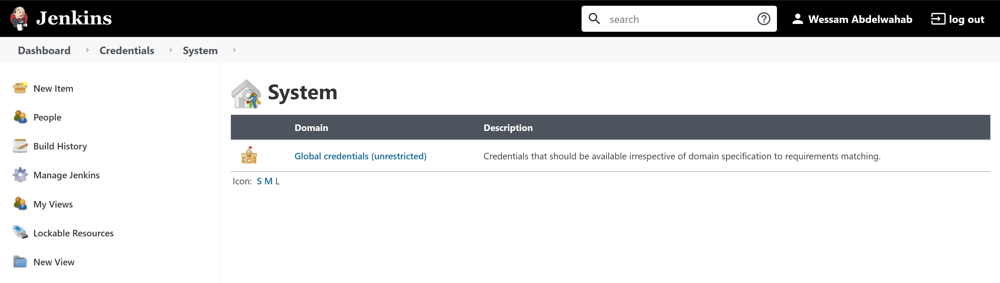 Jenkins
search
Wessam Abdelwahab
log out
Dashboard
Credentials
System
New Item
People
Build History
Manage Jenkins
My Views
Lockable Resources
New View
System
Domain Description
Global credentials (unrestricted) Credentials that should be available irrespective of domain specification to requirements matching.
Icon: S M L